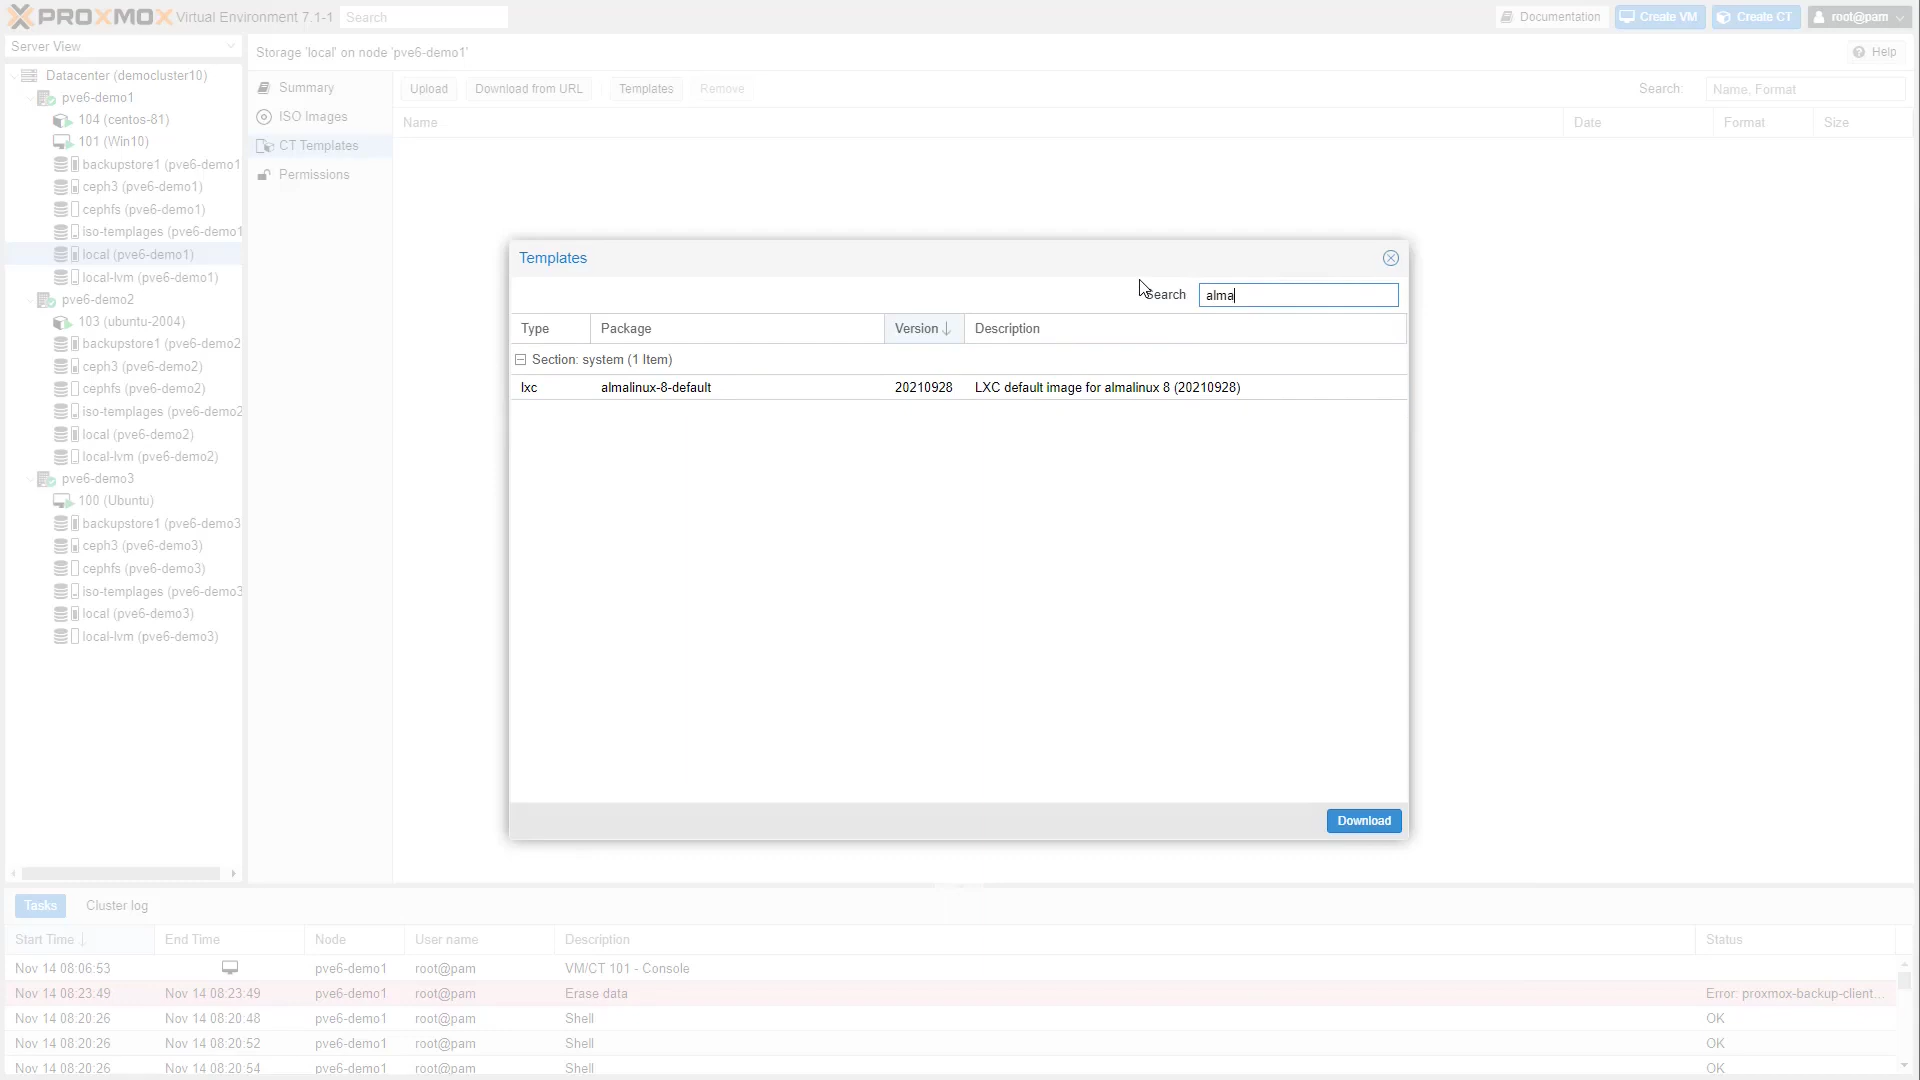 PROXMOX Virtual Environment 7.1-1 Search Documentation Create VM Create CT root@pam
Server View
Storage 'local' on node 'pve6-demo1' Help
Datacenter (democluster10)
pve6-demo1
104 (centos-81)
101 (Win10)
backupstore1 (pve6-demo1
ceph3 (pve6-demo1)
cephfs (pve6-demo1)
iso-templages (pve6-demo1
local (pve6-demo1)
local-lvm (pve6-demo1)
pve6-demo2
103 (ubuntu-2004)
backupstore1 (pve6-demo2
ceph3 (pve6-demo2)
cephfs (pve6-demo2)
iso-templages (pve6-demo2
local (pve6-demo2)
local-lvm (pve6-demo2)
pve6-demo3
100 (Ubuntu)
backupstore1 (pve6-demo3
ceph3 (pve6-demo3)
cephfs (pve6-demo3)
iso-templages (pve6-demo3
local (pve6-demo3)
local-lvm (pve6-demo3)
Summary
ISO Images
CT Templates
Permissions
Upload Download from URL Templates Remove Search: Name, Format
Name Date Format Size
Templates
Search alma
Type Package Version Description
Section: system (1 Item)
lxc almalinux-8-default 20210928 LXC default image for almalinux 8 (20210928)
Download
Tasks Cluster log
Start Time End Time Node User name Description Status
Nov 14 08:06:53 pve6-demo1 root@pam VM/CT 101 - Console
Nov 14 08:23:49 Nov 14 08:23:49 pve6-demo1 root@pam Erase data Error: proxmox-backup-client...
Nov 14 08:20:26 Nov 14 08:20:48 pve6-demo1 root@pam Shell OK
Nov 14 08:20:26 Nov 14 08:20:52 pve6-demo1 root@pam Shell OK
Nov 14 08:20:26 Nov 14 08:20:54 pve6-demo1 root@pam Shell OK